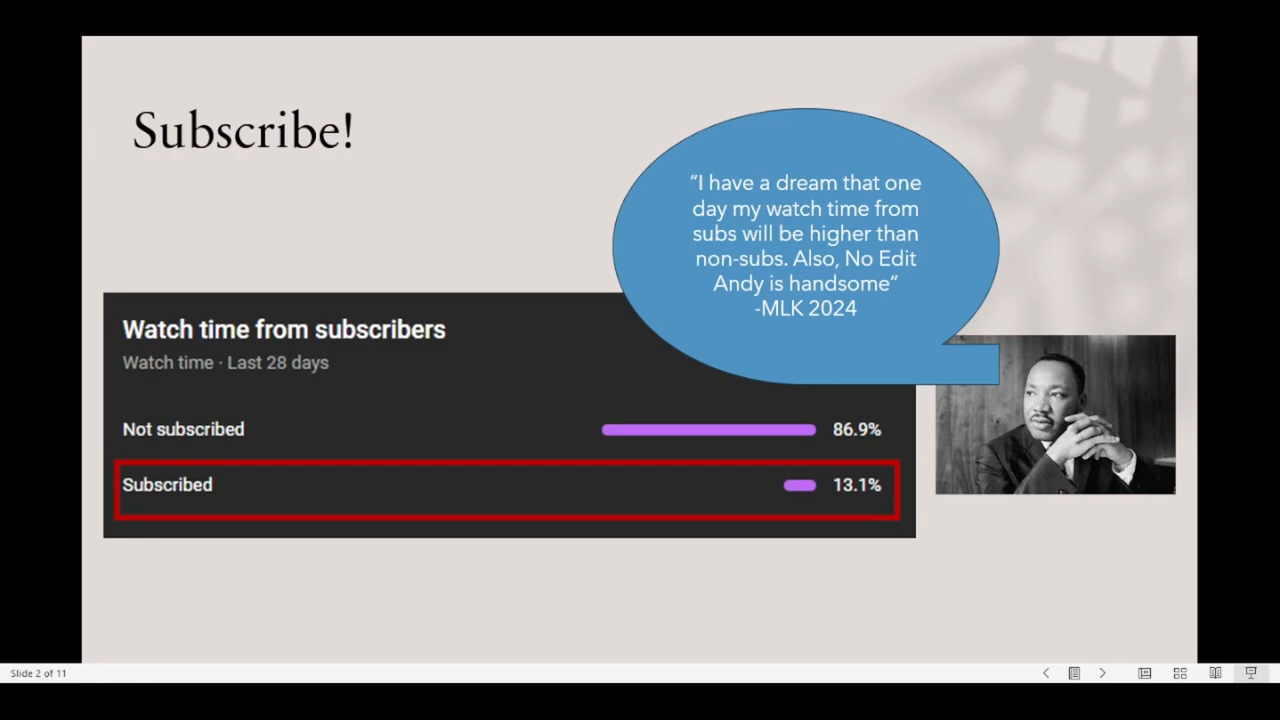 Subscribe!
“I have a dream that one
day my watch time from
subs will be higher than
non-subs. Also, No Edit
Andy is handsome”
-MLK 2024
Watch time from subscribers
Watch time · Last 28 days
Not subscribed 86.9%
Subscribed 13.1%
Slide 2 of 11